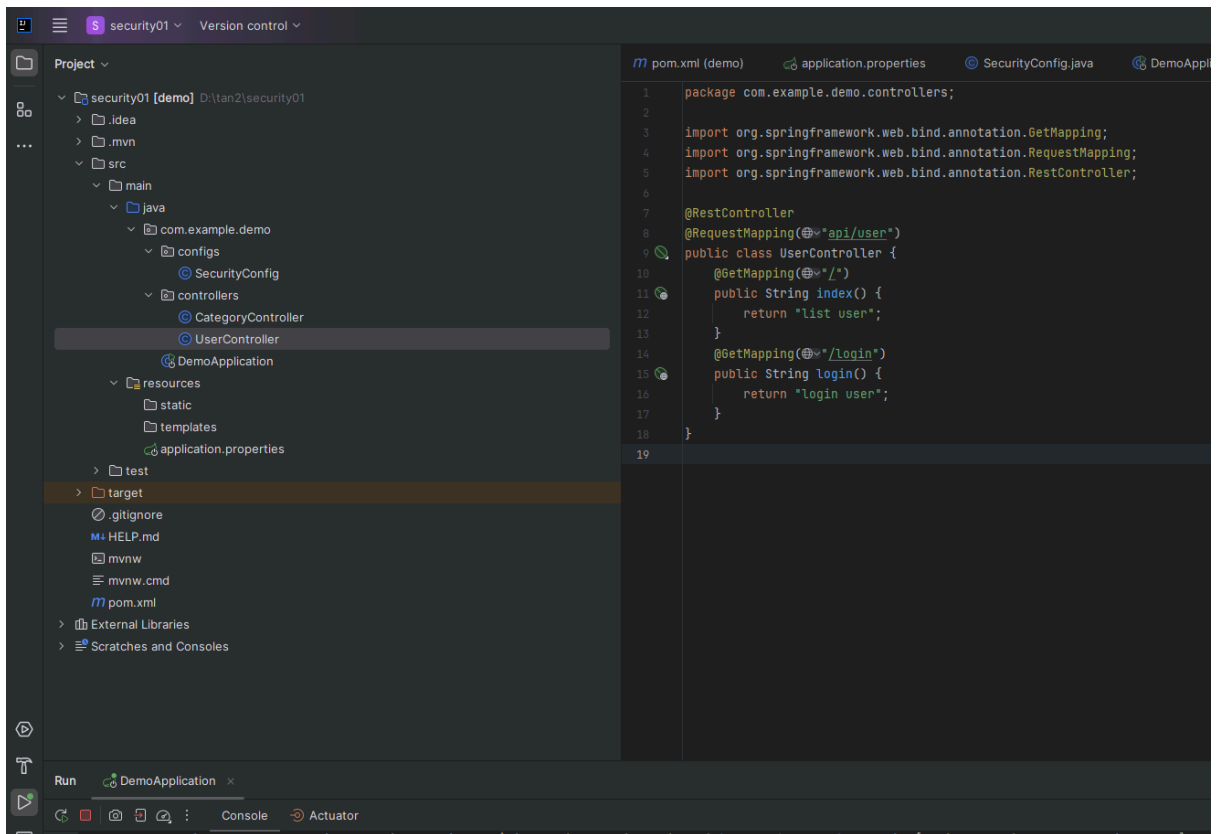 security01
Version control
Project
pom.xml (demo)
application.properties
SecurityConfig.java
DemoAppli
security01 [demo] D:\tan2\security01
.idea
.mvn
src
main
java
com.example.demo
configs
SecurityConfig
controllers
CategoryController
UserController
DemoApplication
resources
static
templates
application.properties
test
target
.gitignore
HELP.md
mvnw
mvnw.cmd
pom.xml
External Libraries
Scratches and Consoles
1 package com.example.demo.controllers;
2
3 import org.springframework.web.bind.annotation.GetMapping;
4 import org.springframework.web.bind.annotation.RequestMapping;
5 import org.springframework.web.bind.annotation.RestController;
6
7 @RestController
8 @RequestMapping("api/user")
9 public class UserController {
10 @GetMapping("/")
11 public String index() {
12 return "list user";
13 }
14 @GetMapping("/login")
15 public String login() {
16 return "login user";
17 }
18 }
19
Run
DemoApplication
Console
Actuator